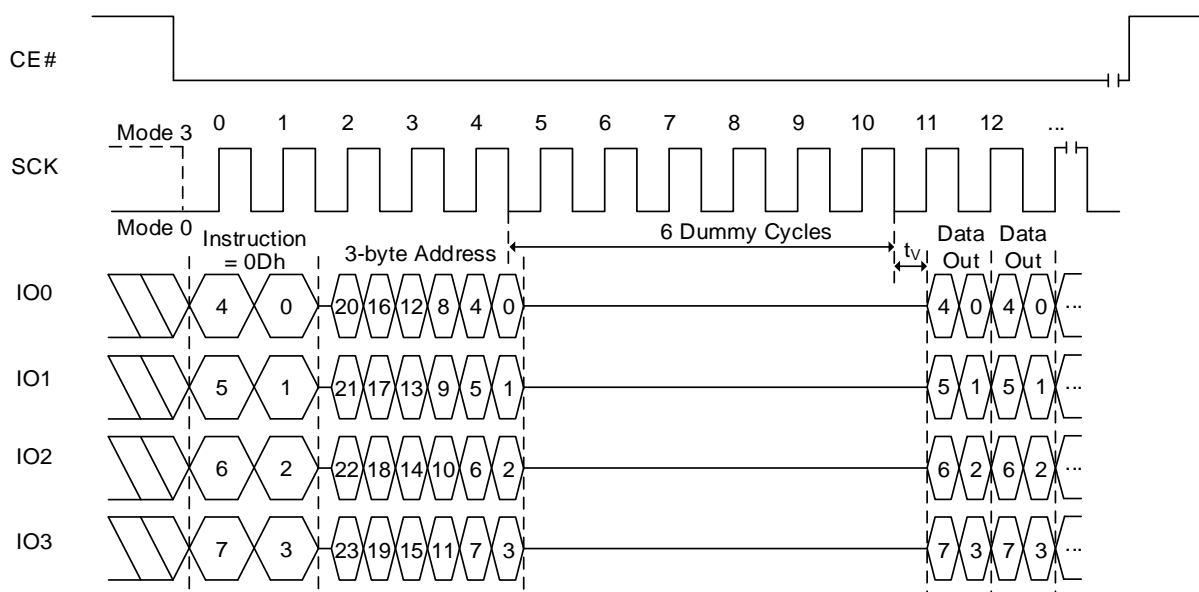 CE#
0 1 2 3 4 5 6 7 8 9 10 11 12 ...
Mode 3
SCK
Mode 0
Instruction
= 0Dh
3-byte Address
6 Dummy Cycles
tV
Data
Out
Data
Out
IO0 4 0 20 16 12 8 4 0 4 0 4 0 ...
IO1 5 1 21 17 13 9 5 1 5 1 5 1 ...
IO2 6 2 22 18 14 10 6 2 6 2 6 2 ...
IO3 7 3 23 19 15 11 7 3 7 3 7 3 ...